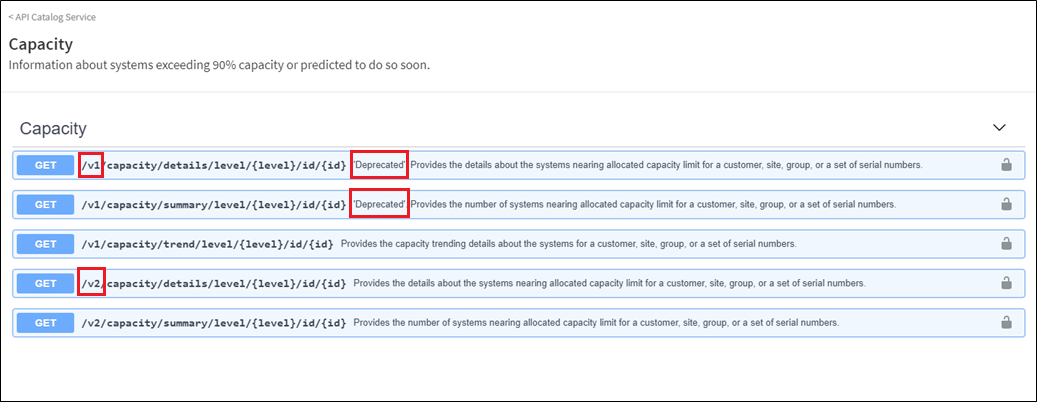 < API Catalog Service
Capacity
Information about systems exceeding 90% capacity or predicted to do so soon.
Capacity
GET /v1/capacity/details/level/{level}/id/{id} 'Deprecated' Provides the details about the systems nearing allocated capacity limit for a customer, site, group, or a set of serial numbers.
GET /v1/capacity/summary/level/{level}/id/{id} 'Deprecated' Provides the number of systems nearing allocated capacity limit for a customer, site, group, or a set of serial numbers.
GET /v1/capacity/trend/level/{level}/id/{id} Provides the capacity trending details about the systems for a customer, site, group, or a set of serial numbers.
GET /v2/capacity/details/level/{level}/id/{id} Provides the details about the systems nearing allocated capacity limit for a customer, site, group, or a set of serial numbers.
GET /v2/capacity/summary/level/{level}/id/{id} Provides the number of systems nearing allocated capacity limit for a customer, site, group, or a set of serial numbers.